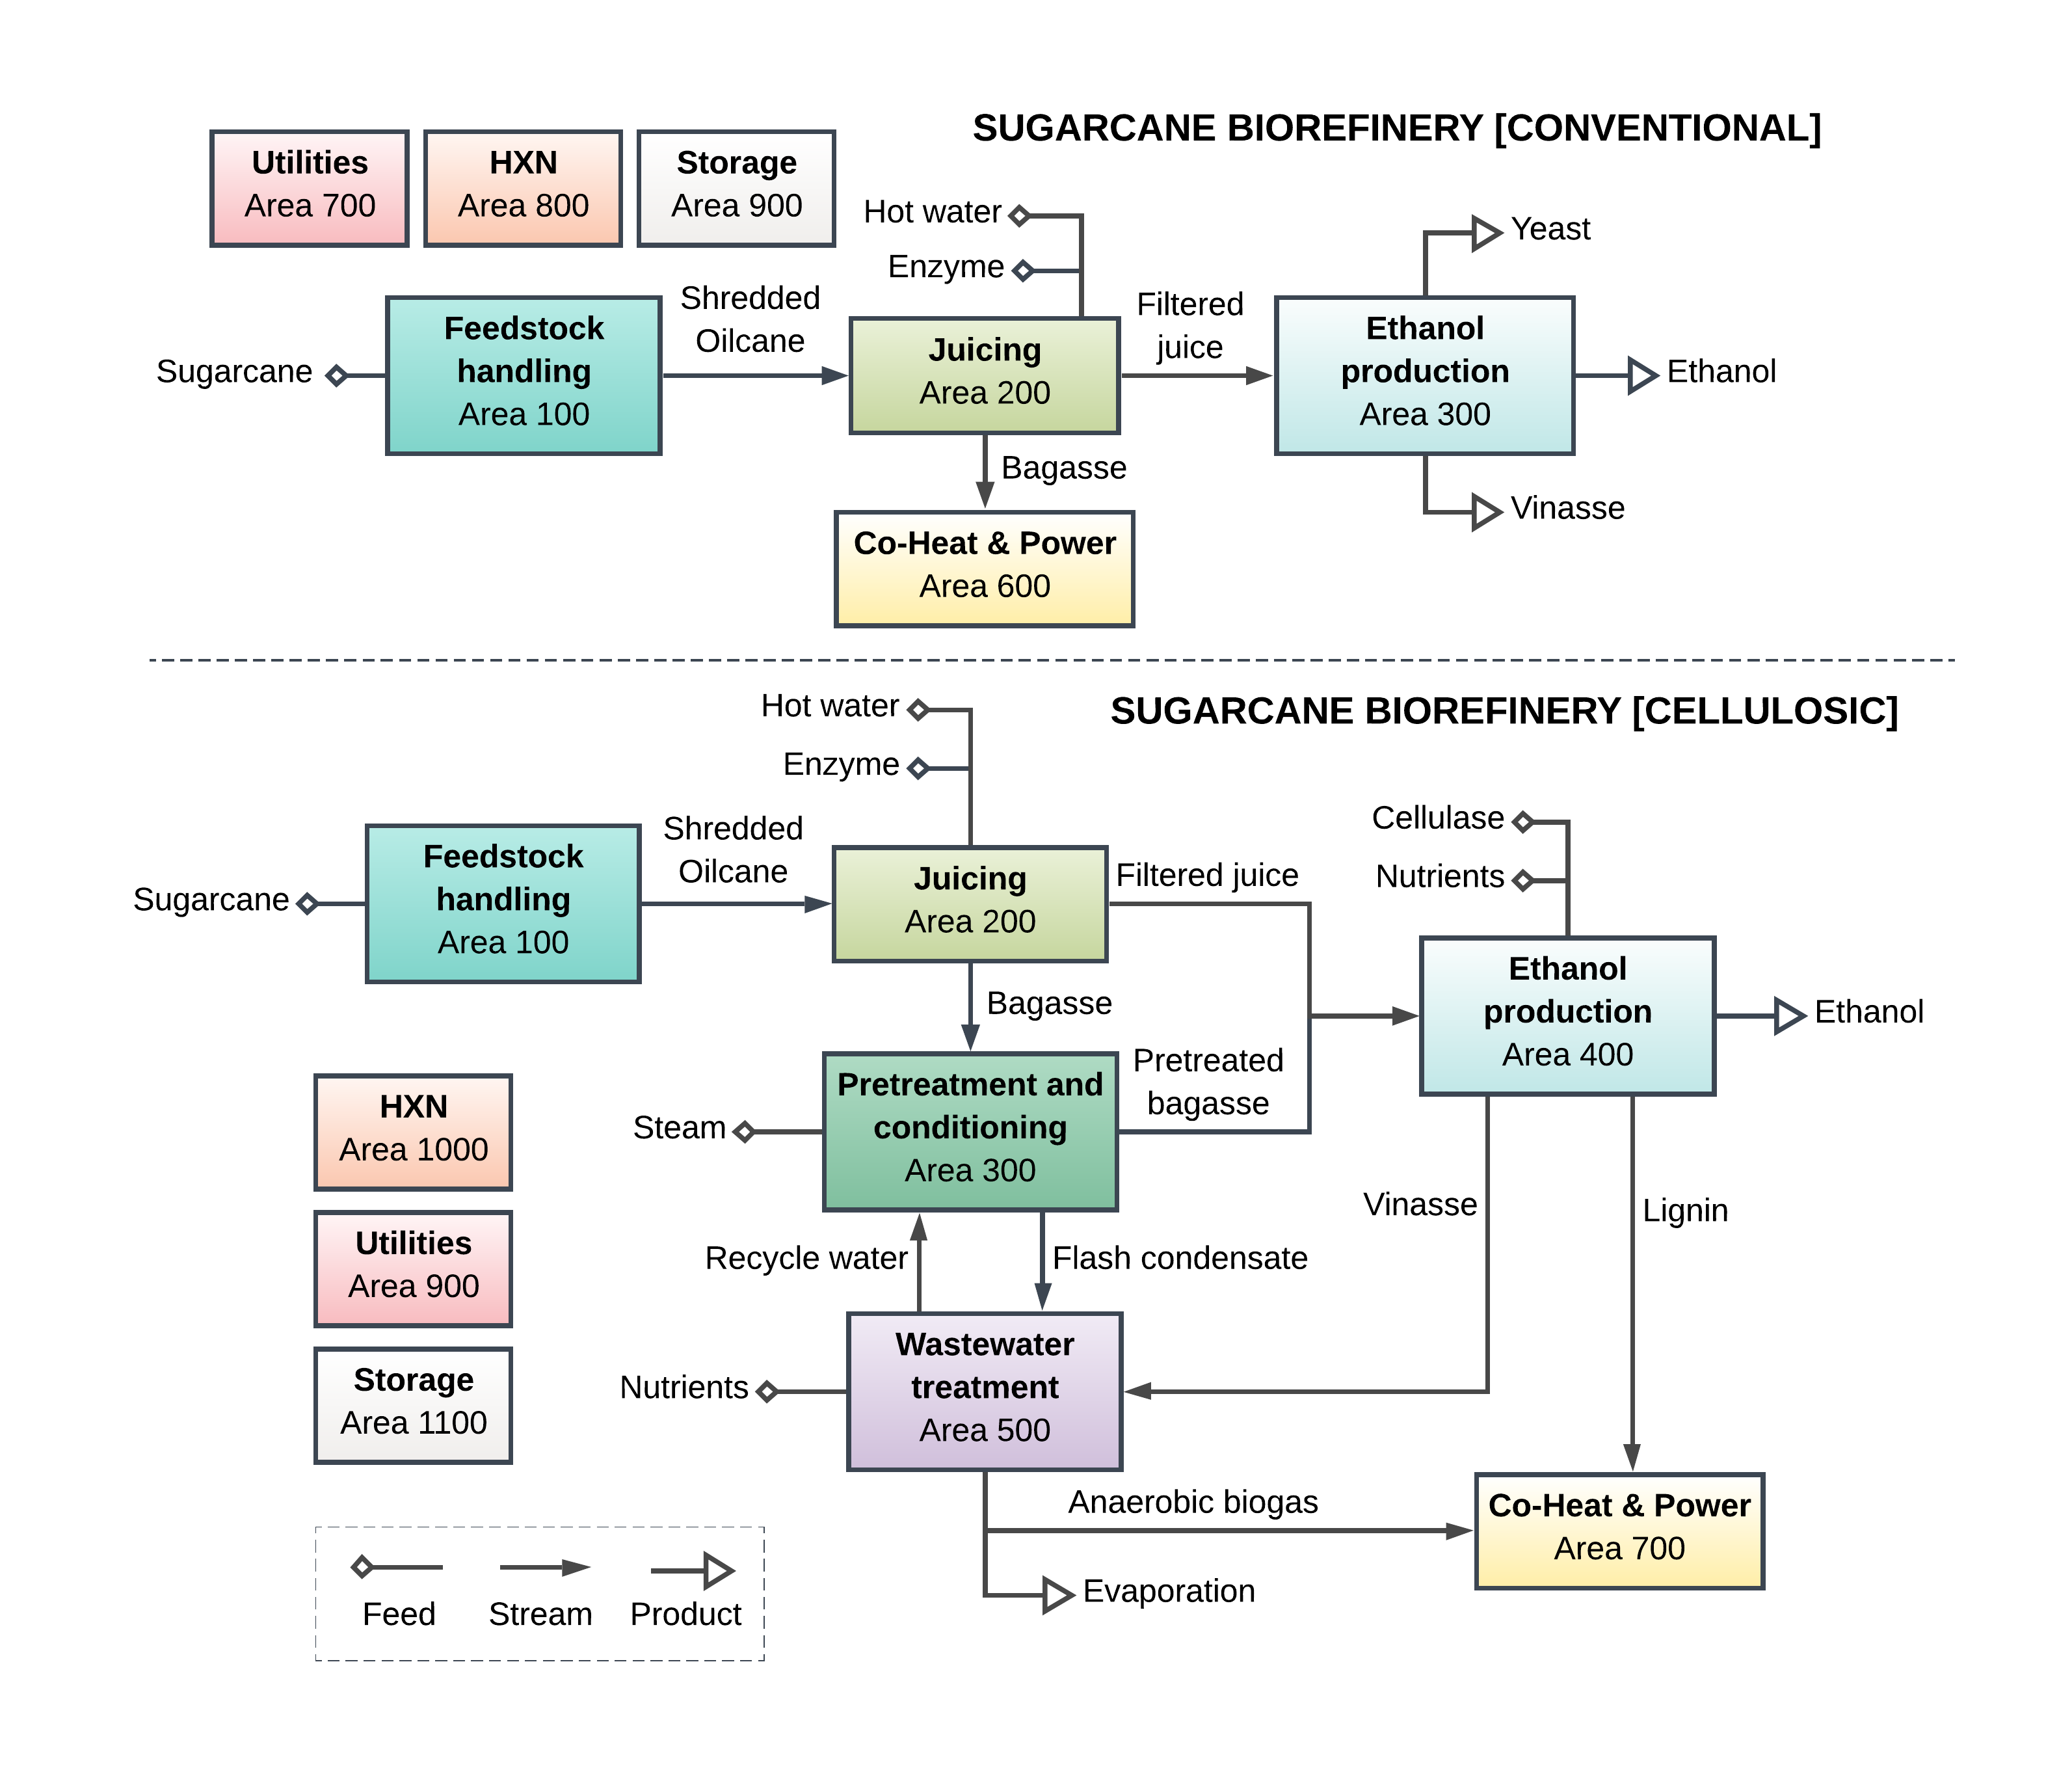 SUGARCANE BIOREFINERY [CONVENTIONAL]
Utilities
Area 700
HXN
Area 800
Storage
Area 900
Hot water
Enzyme
Sugarcane
Feedstock
handling
Area 100
Shredded
Oilcane
Juicing
Area 200
Filtered
juice
Ethanol
production
Area 300
Yeast
Ethanol
Vinasse
Bagasse
Co-Heat & Power
Area 600
SUGARCANE BIOREFINERY [CELLULOSIC]
Hot water
Enzyme
Sugarcane
Feedstock
handling
Area 100
Shredded
Oilcane
Juicing
Area 200
Filtered juice
Cellulase
Nutrients
Ethanol
production
Area 400
Ethanol
Bagasse
Pretreatment and
conditioning
Area 300
Pretreated
bagasse
Steam
HXN
Area 1000
Utilities
Area 900
Storage
Area 1100
Recycle water
Flash condensate
Vinasse
Lignin
Nutrients
Wastewater
treatment
Area 500
Anaerobic biogas
Evaporation
Co-Heat & Power
Area 700
Feed
Stream
Product